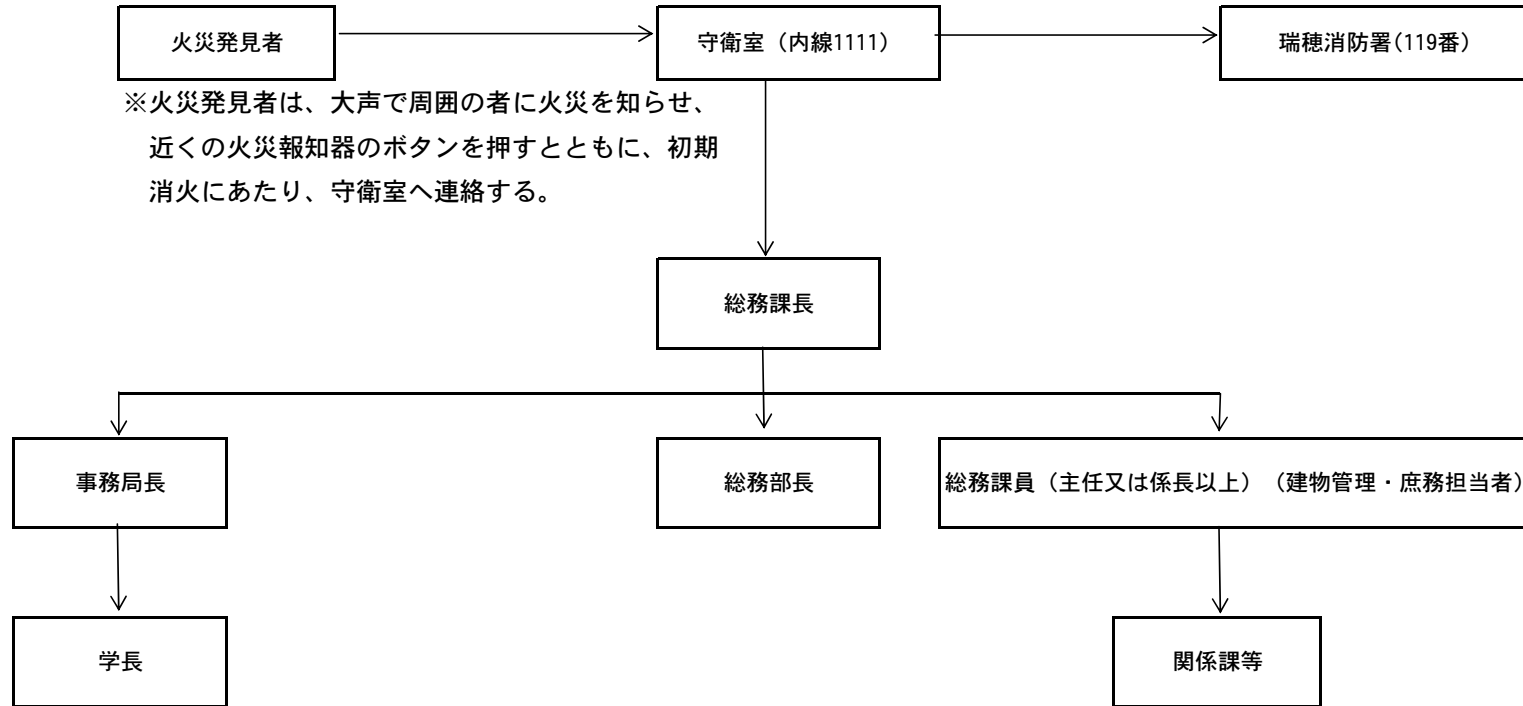 火災発見者
守衛室（内線1111）
瑞穂消防署(119番)
※火災発見者は、大声で周囲の者に火災を知らせ、
近くの火災報知器のボタンを押すとともに、初期
消火にあたり、守衛室へ連絡する。
総務課長
事務局長
総務部長
総務課員（主任又は係長以上）（建物管理・庶務担当者）
学長
関係課等